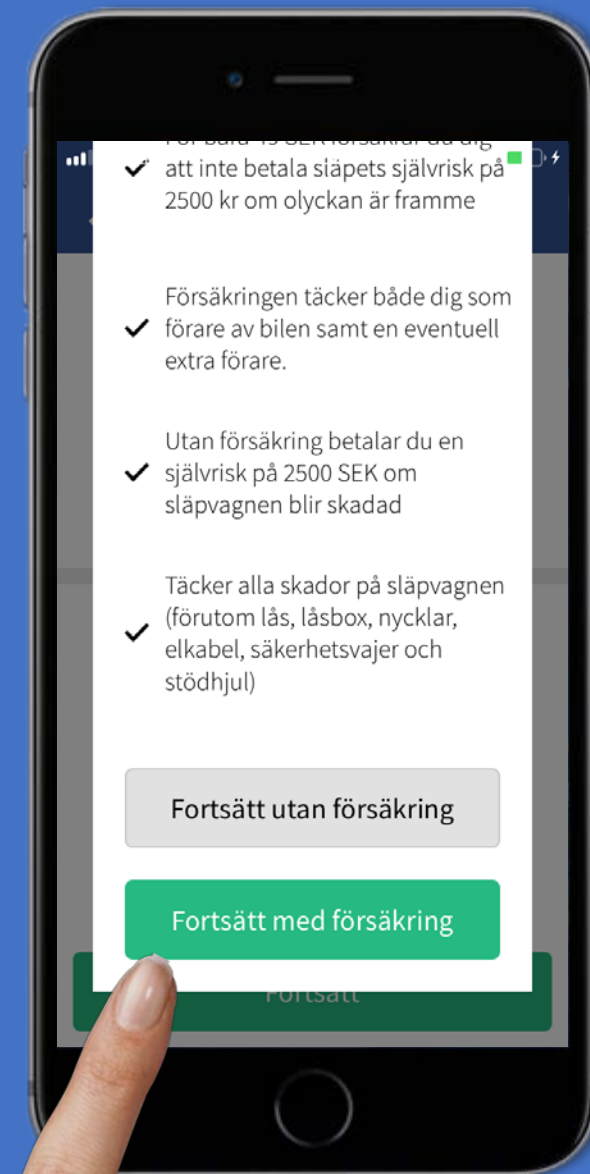 att inte betala släpets självrisk på
2500 kr om olyckan är framme
Försäkringen täcker både dig som
förare av bilen samt en eventuell
extra förare.
Utan försäkring betalar du en
självrisk på 2500 SEK om
släpvagnen blir skadad
Täcker alla skador på släpvagnen
(förutom lås, låsbox, nycklar,
elkabel, säkerhetsvajer och
stödhjul)
Fortsätt utan försäkring
Fortsätt med försäkring
Fortsätt